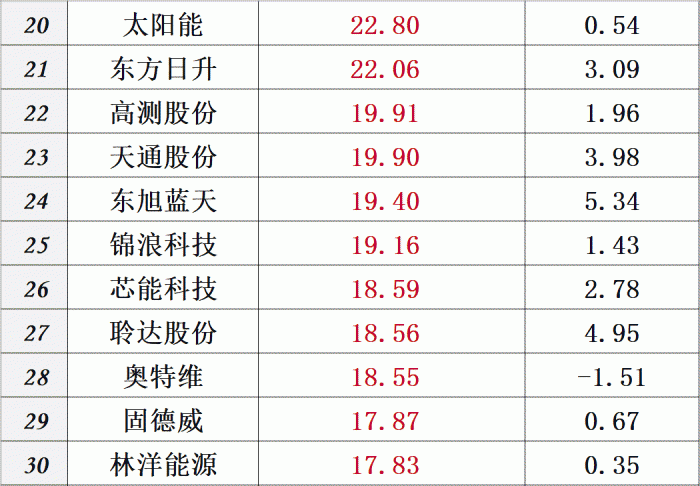 20 太阳能 22.80 0.54
21 东方日升 22.06 3.09
22 高测股份 19.91 1.96
23 天通股份 19.90 3.98
24 东旭蓝天 19.40 5.34
25 锦浪科技 19.16 1.43
26 芯能科技 18.59 2.78
27 聆达股份 18.56 4.95
28 奥特维 18.55 -1.51
29 固德威 17.87 0.67
30 林洋能源 17.83 0.35